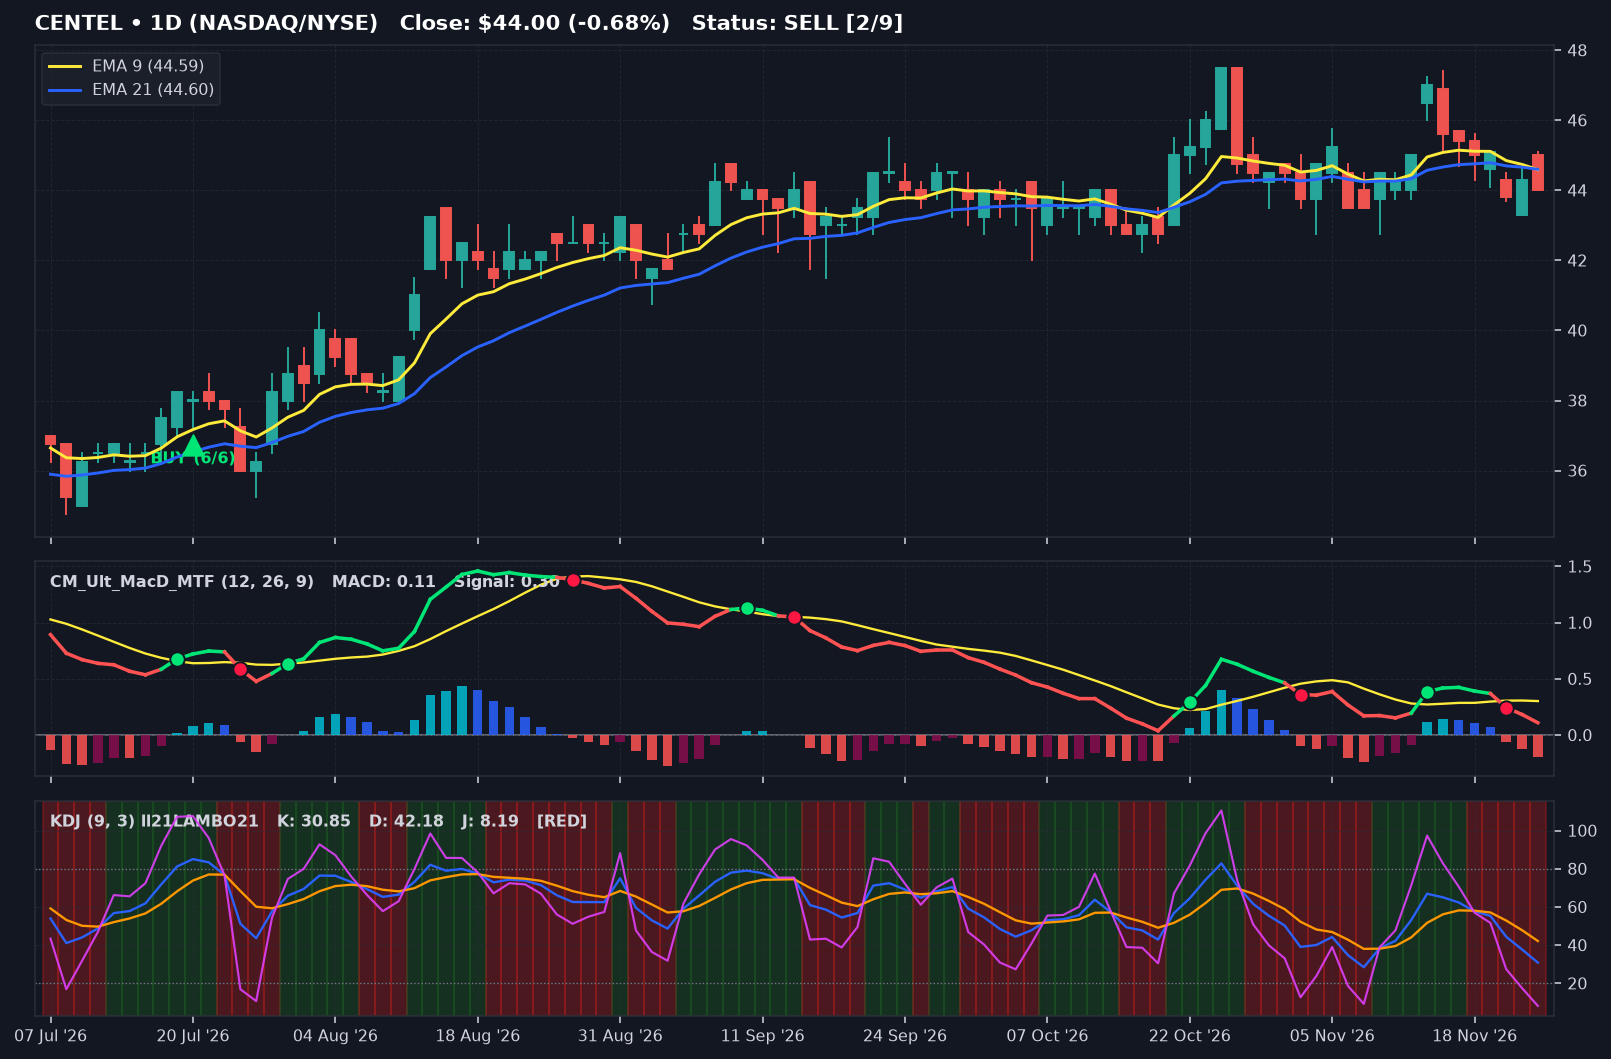 CENTEL • 1D (NASDAQ/NYSE)   Close: $44.00 (-0.68%)   Status: SELL [2/9]
EMA 9 (44.59)
EMA 21 (44.60)
48
46
44
42
40
38
36
BUY (6/6)
CM_Ult_MacD_MTF (12, 26, 9)   MACD: 0.11   Signal: 0.30
1.5
1.0
0.5
0.0
KDJ (9, 3) II21LAMBO21   K: 30.85   D: 42.18   J: 8.19   [RED]
100
80
60
40
20
07 Jul '26   20 Jul '26   04 Aug '26   18 Aug '26   31 Aug '26   11 Sep '26   24 Sep '26   07 Oct '26   22 Oct '26   05 Nov '26   18 Nov '26